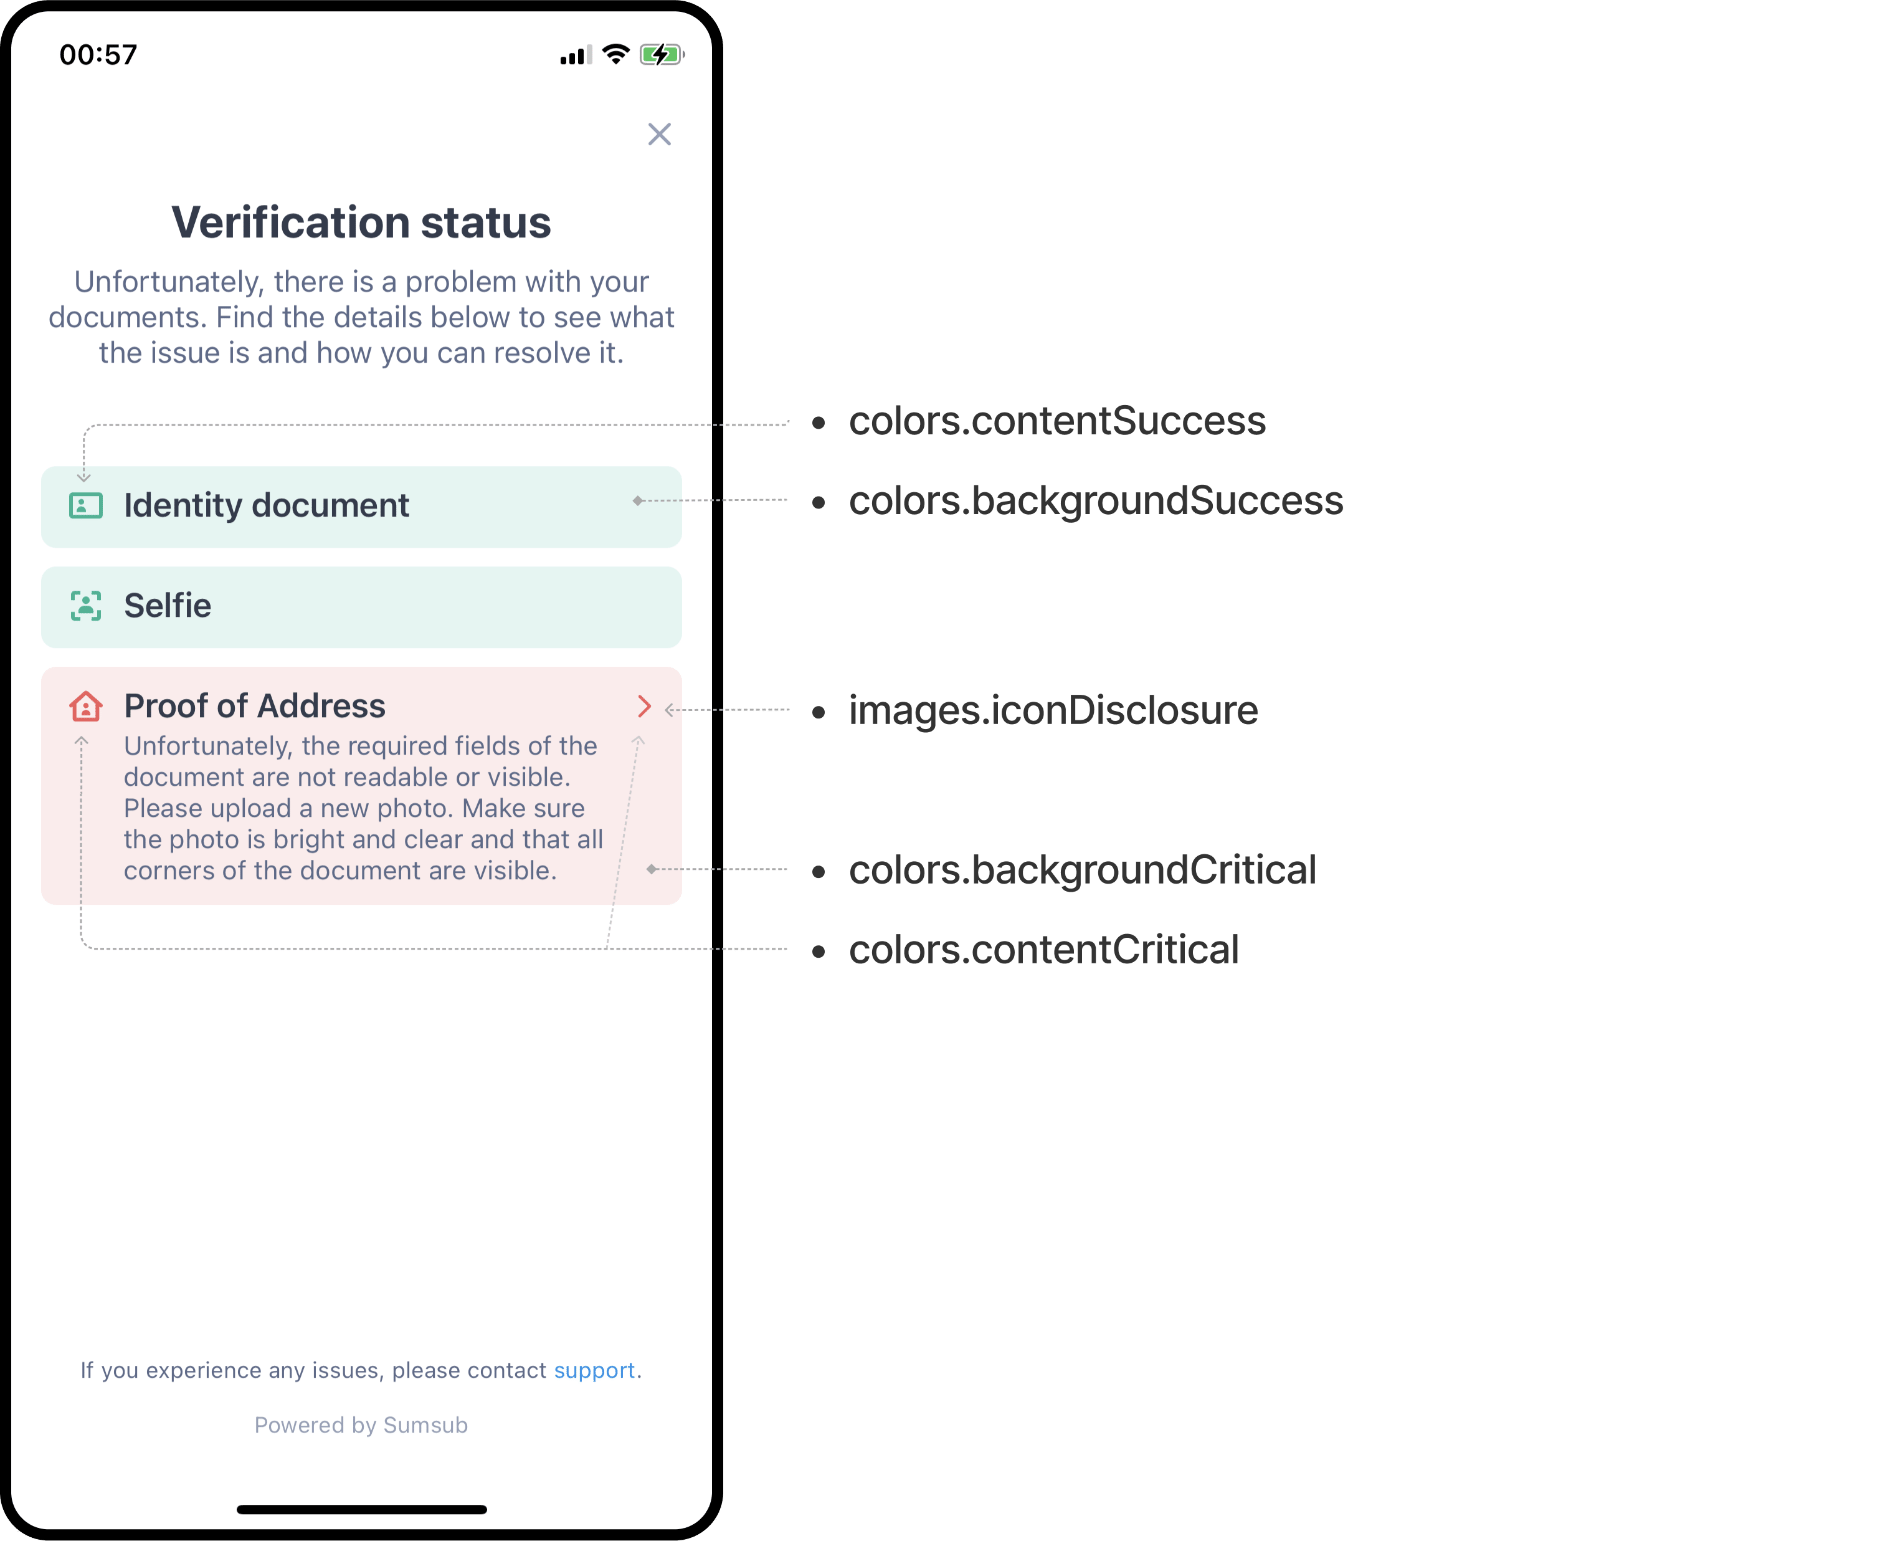 00:57
Verification status
Unfortunately, there is a problem with your
documents. Find the details below to see what
the issue is and how you can resolve it.
• colors.contentSuccess
Identity document
• colors.backgroundSuccess
Selfie
Proof of Address
• images.iconDisclosure
Unfortunately, the required fields of the
document are not readable or visible.
Please upload a new photo. Make sure
the photo is bright and clear and that all
corners of the document are visible.
• colors.backgroundCritical
• colors.contentCritical
If you experience any issues, please contact support.
Powered by Sumsub